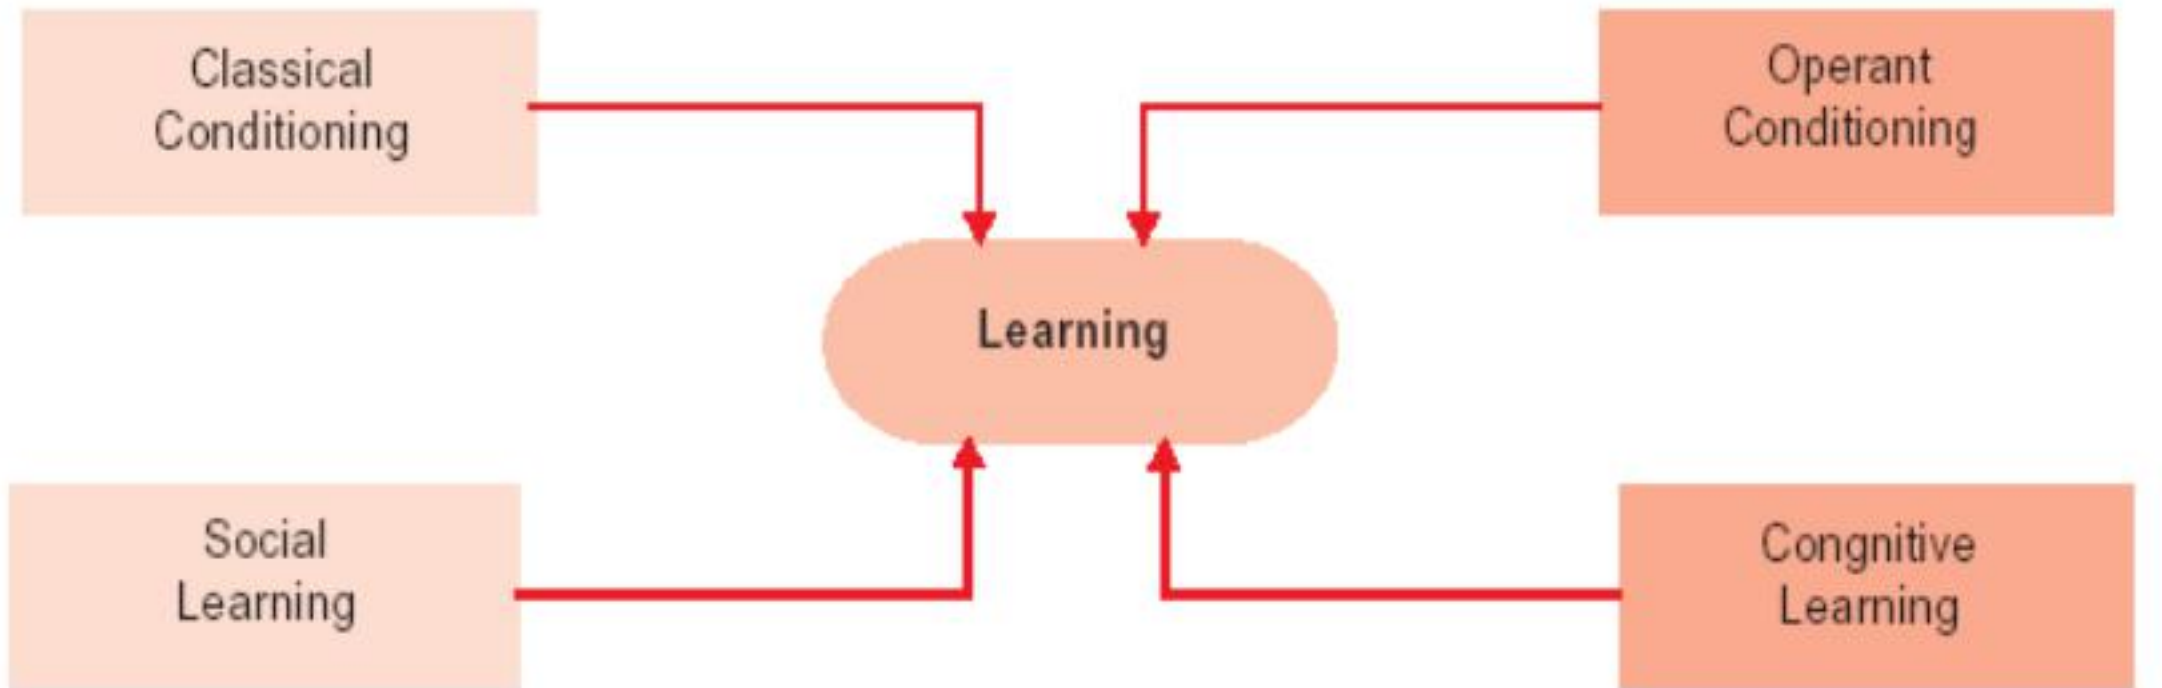 Classical
Conditioning
Operant
Conditioning
Learning
Social
Learning
Congnitive
Learning